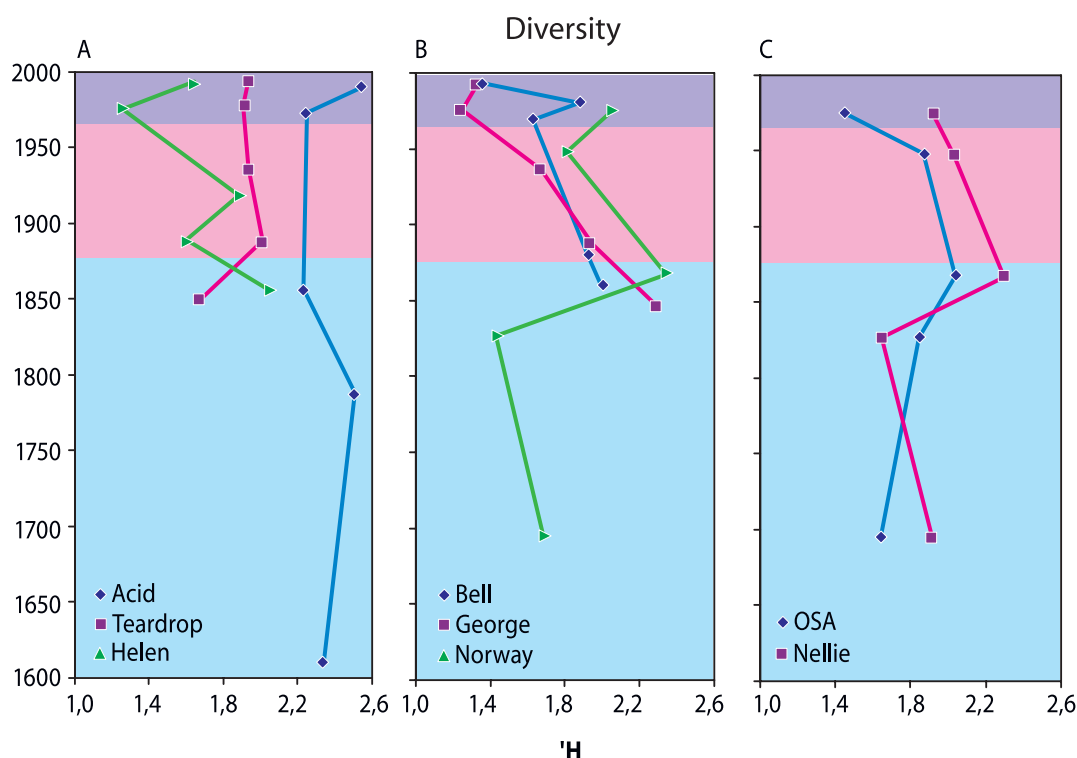 Diversity
A
B
C
2000
1950
1900
1850
1800
1750
1700
1650
1600
Acid
Teardrop
Helen
Bell
George
Norway
OSA
Nellie
1,0 1,4 1,8 2,2 2,6
1,0 1,4 1,8 2,2 2,6
1,0 1,4 1,8 2,2 2,6
'H